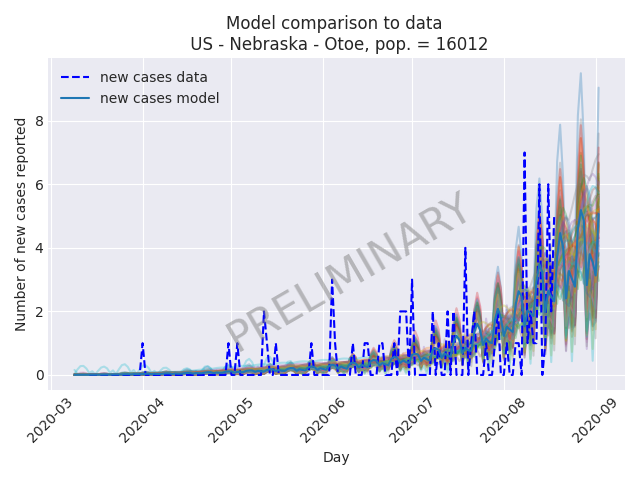 Model comparison to data
US - Nebraska - Otoe, pop. = 16012
new cases data
new cases model
Number of new cases reported
8
6
4
2
0
PRELIMINARY
2020-03
2020-04
2020-05
2020-06
2020-07
2020-08
2020-09
Day